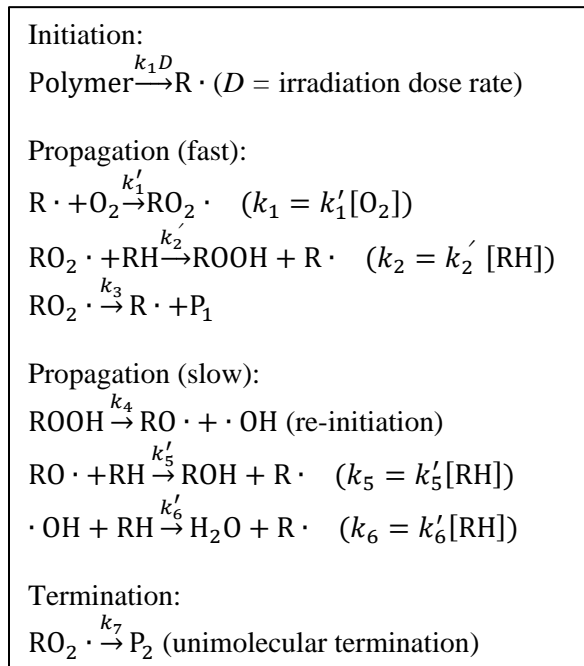 Initiation:
Polymer —k₁D→ R · (D = irradiation dose rate)
Propagation (fast):
R · +O₂ —k₁′→ RO₂ · (k₁ = k₁′[O₂])
RO₂ · +RH —k₂′→ ROOH + R · (k₂ = k₂′ [RH])
RO₂ · —k₃→ R · +P₁
Propagation (slow):
ROOH —k₄→ RO · + · OH (re-initiation)
RO · +RH —k₅′→ ROH + R · (k₅ = k₅′[RH])
· OH + RH —k₆′→ H₂O + R · (k₆ = k₆′[RH])
Termination:
RO₂ · —k₇→ P₂ (unimolecular termination)